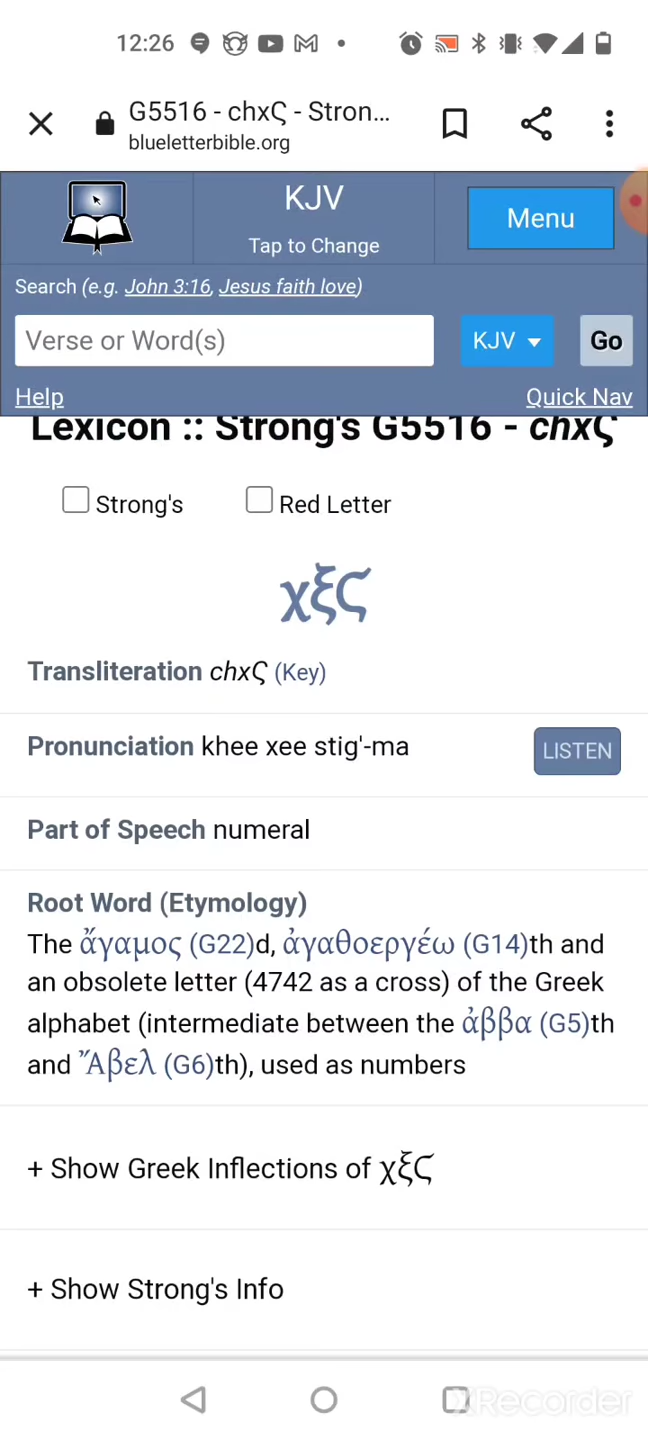 12:26
G5516 - chxϚ - Stron...
blueletterbible.org
KJV
Tap to Change
Menu
Search (e.g. John 3:16, Jesus faith love)
Verse or Word(s)
KJV
Go
Help
Quick Nav
Lexicon :: Strong's G5516 - chxϚ
Strong's
Red Letter
χξϚ
Transliteration chxϚ (Key)
Pronunciation khee xee stig'-ma
LISTEN
Part of Speech numeral
Root Word (Etymology)
The ἄγαμος (G22)d, ἀγαθοεργέω (G14)th and
an obsolete letter (4742 as a cross) of the Greek
alphabet (intermediate between the ἀββα (G5)th
and Ἄβελ (G6)th), used as numbers
+ Show Greek Inflections of χξϚ
+ Show Strong's Info
XRecorder